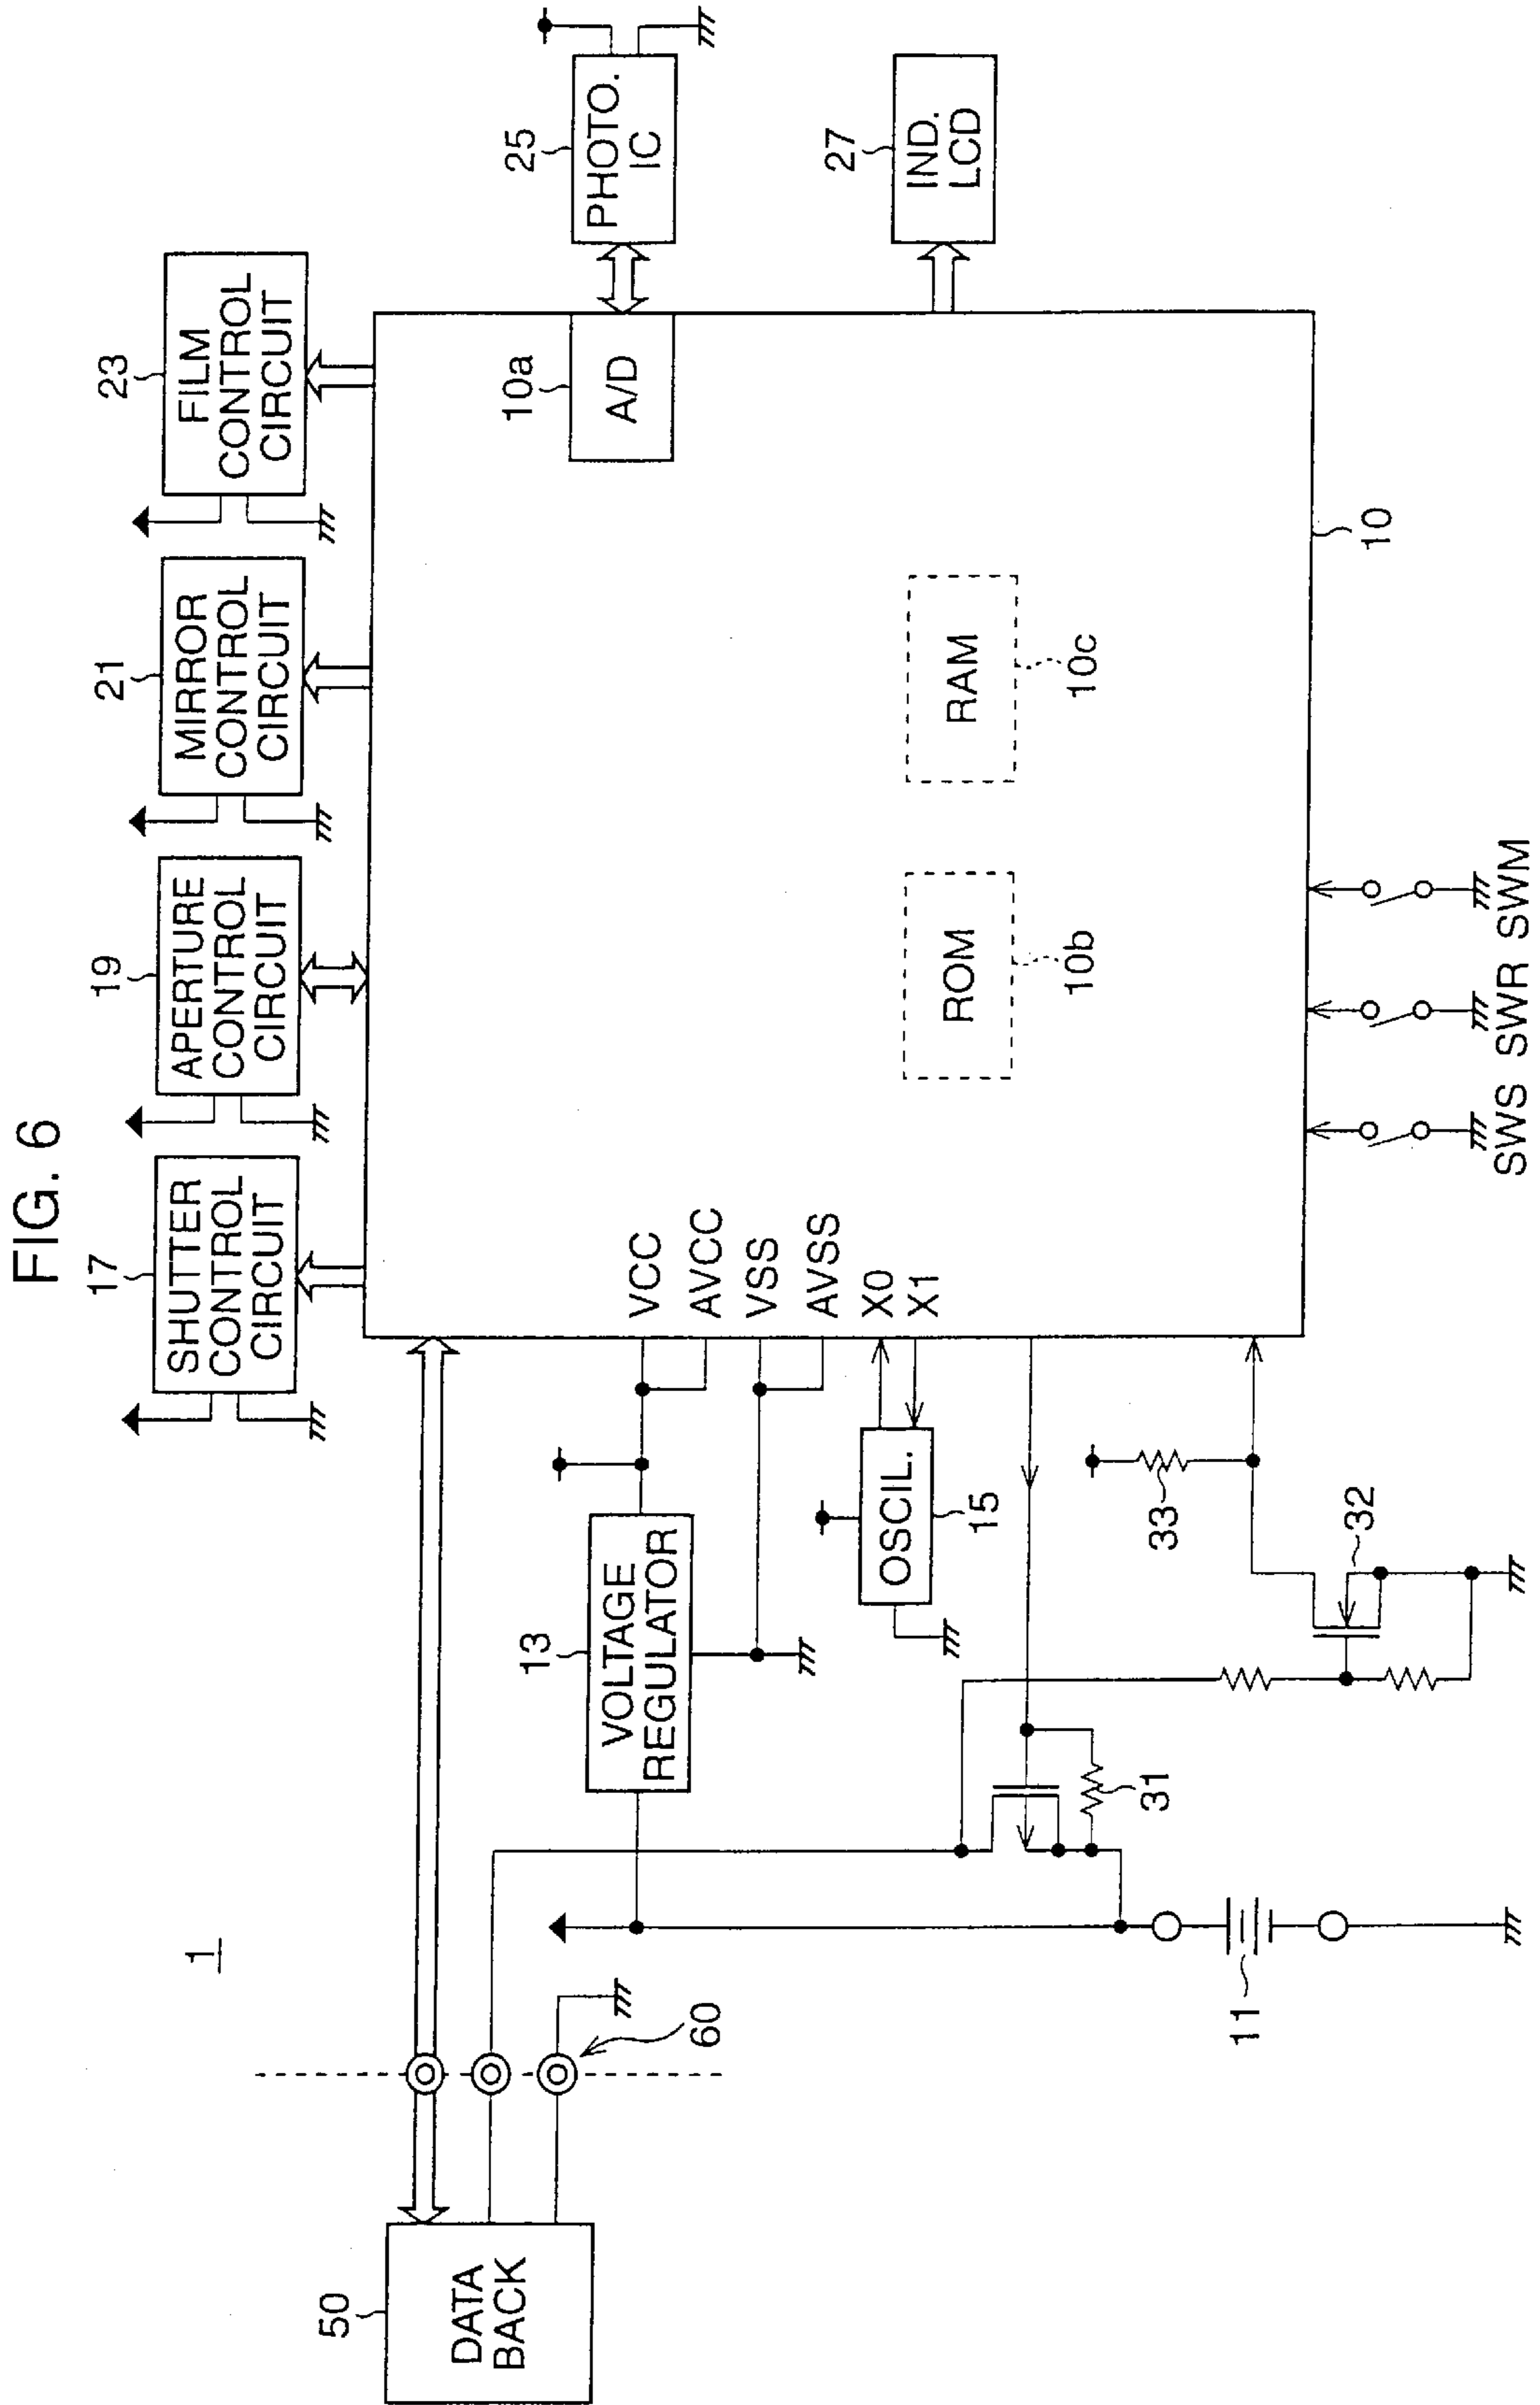 FIG. 6
1
17
SHUTTER
CONTROL
CIRCUIT
19
APERTURE
CONTROL
CIRCUIT
21
MIRROR
CONTROL
CIRCUIT
23
FILM
CONTROL
CIRCUIT
50
DATA
BACK
60
13
VOLTAGE
REGULATOR
VCC
AVCC
VSS
AVSS
X0
X1
OSCIL.
15
10a
A/D
25
PHOTO.
IC
27
IND.
LCD
ROM
10b
RAM
10c
31
33
32
11
10
SWS
SWR
SWM